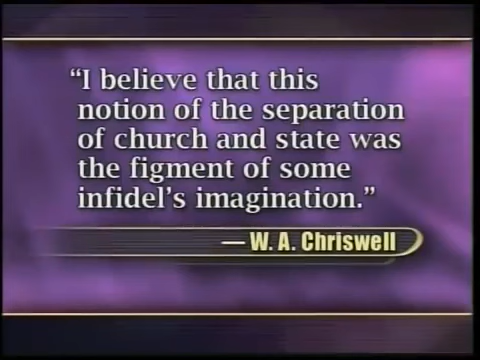 “I believe that this
notion of the separation
of church and state was
the figment of some
infidel’s imagination.”
— W. A. Chriswell